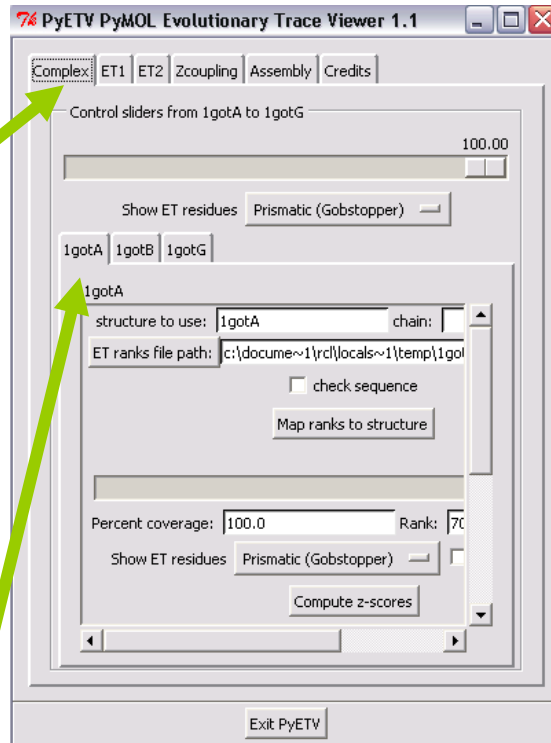 PyETV PyMOL Evolutionary Trace Viewer 1.1
Complex ET1 ET2 Zcoupling Assembly Credits
Control sliders from 1gotA to 1gotG
100.00
Show ET residues Prismatic (Gobstopper)
1gotA 1gotB 1gotG
1gotA
structure to use: 1gotA chain:
ET ranks file path: c:\docume~1\rcl\locals~1\temp\1got
check sequence
Map ranks to structure
Percent coverage: 100.0 Rank: 70
Show ET residues Prismatic (Gobstopper)
Compute z-scores
Exit PyETV